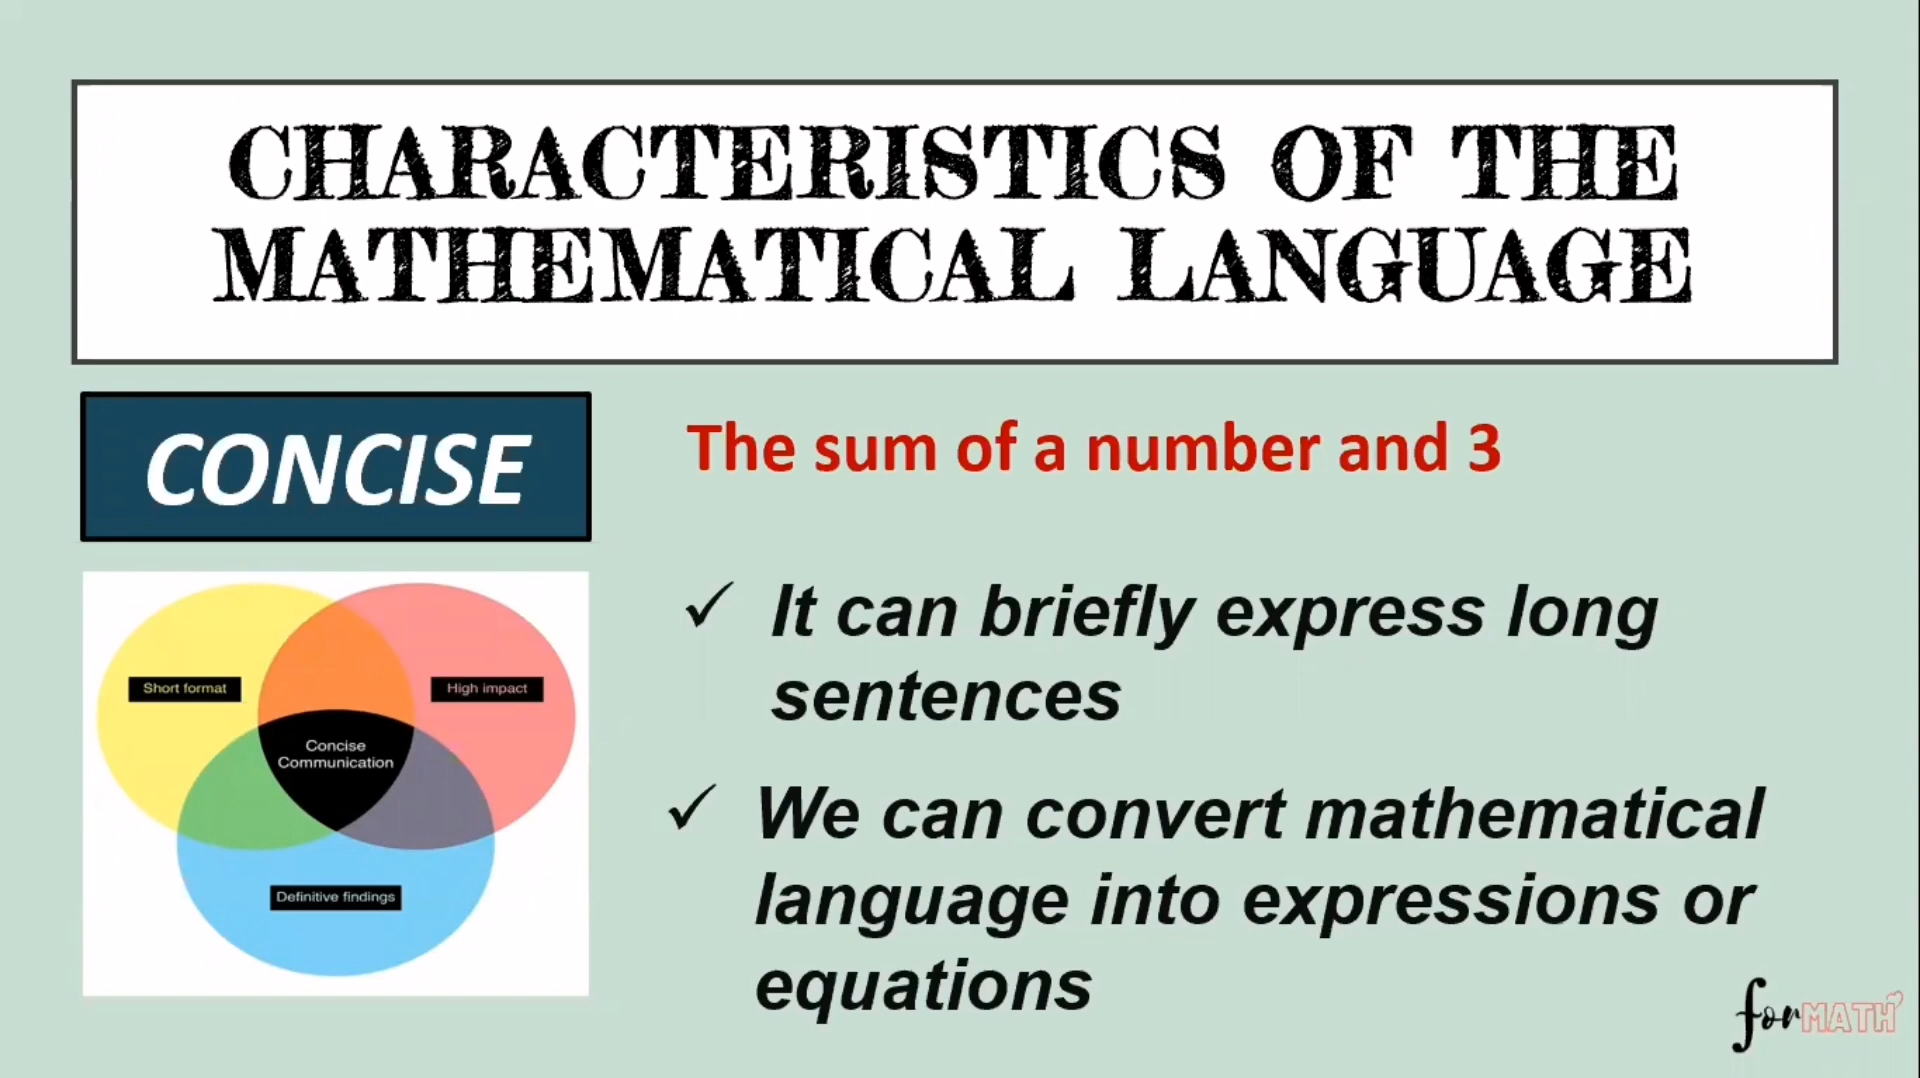 CHARACTERISTICS OF THE
MATHEMATICAL LANGUAGE
CONCISE
The sum of a number and 3
Short format
High impact
Concise
Communication
Definitive findings
✓ It can briefly express long
sentences
✓ We can convert mathematical
language into expressions or
equations
forMATH